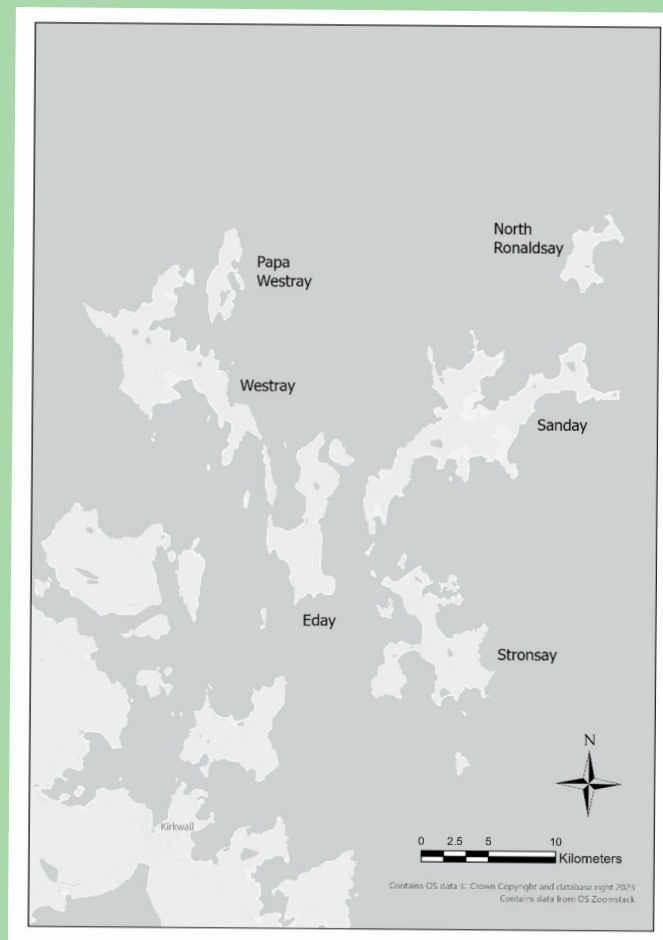 North
Ronaldsay
Papa
Westray
Westray
Sanday
Eday
Stronsay
N
Kirkwall
0 2.5 5 10
Kilometers
Contains OS data © Crown Copyright and database right 2023
Contains data from OS Zoomstack